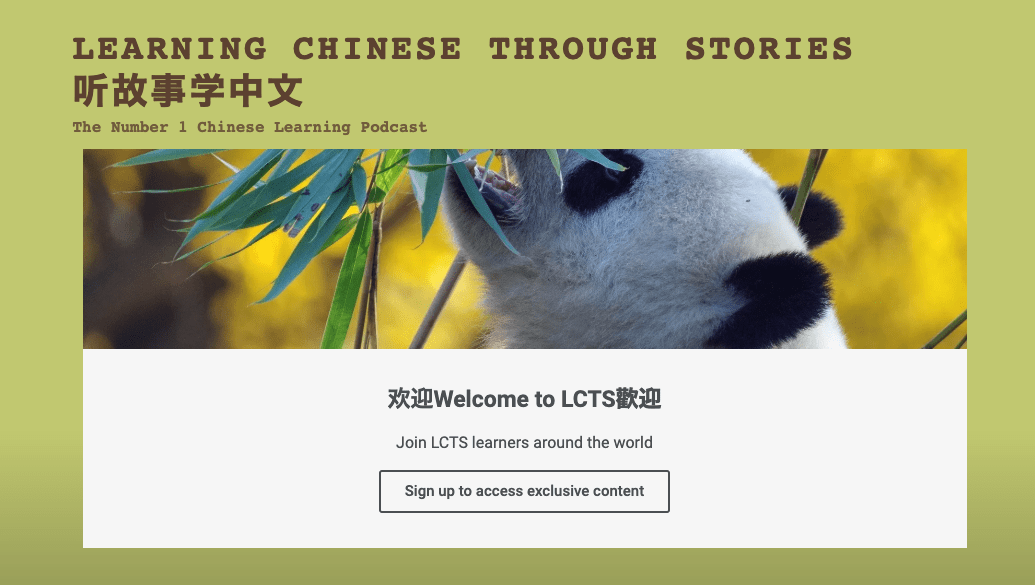 LEARNING CHINESE THROUGH STORIES
听故事学中文
The Number 1 Chinese Learning Podcast
欢迎Welcome to LCTS歡迎
Join LCTS learners around the world
Sign up to access exclusive content